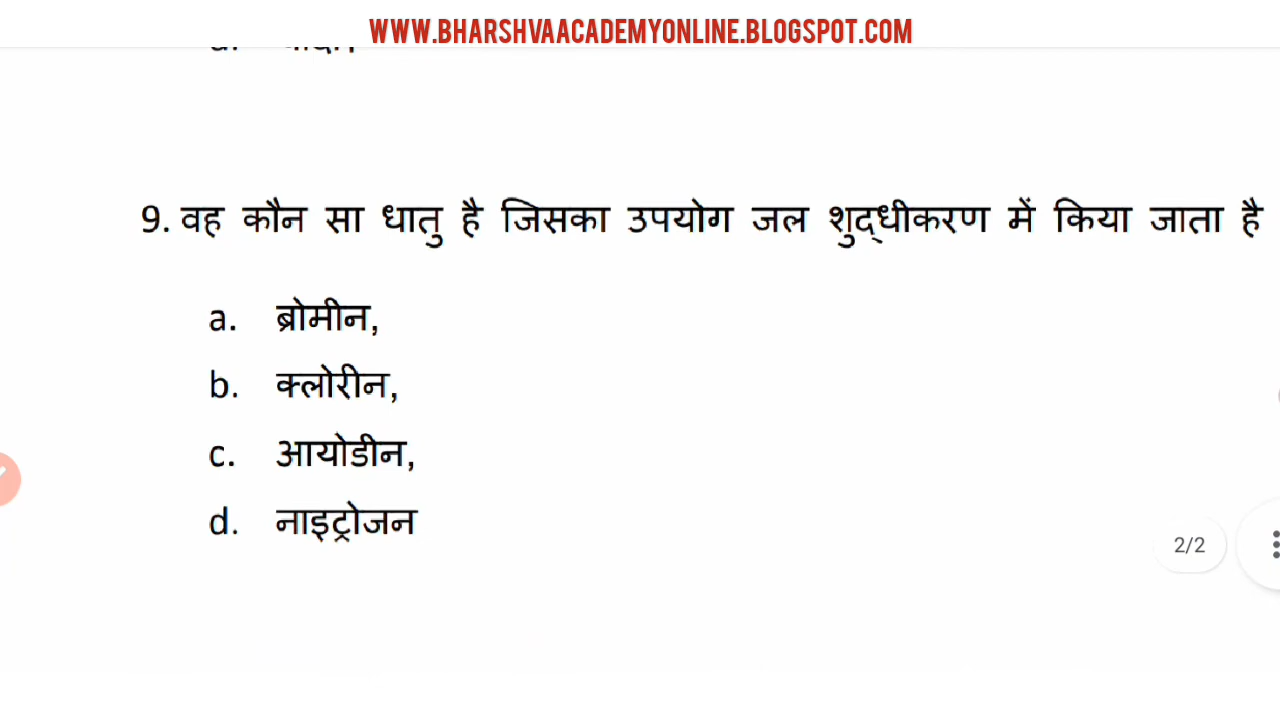 WWW.BHARSHVAACADEMYONLINE.BLOGSPOT.COM
9. वह कौन सा धातु है जिसका उपयोग जल शुद्धीकरण में किया जाता है
a. ब्रोमीन,
b. क्लोरीन,
c. आयोडीन,
d. नाइट्रोजन
2/2